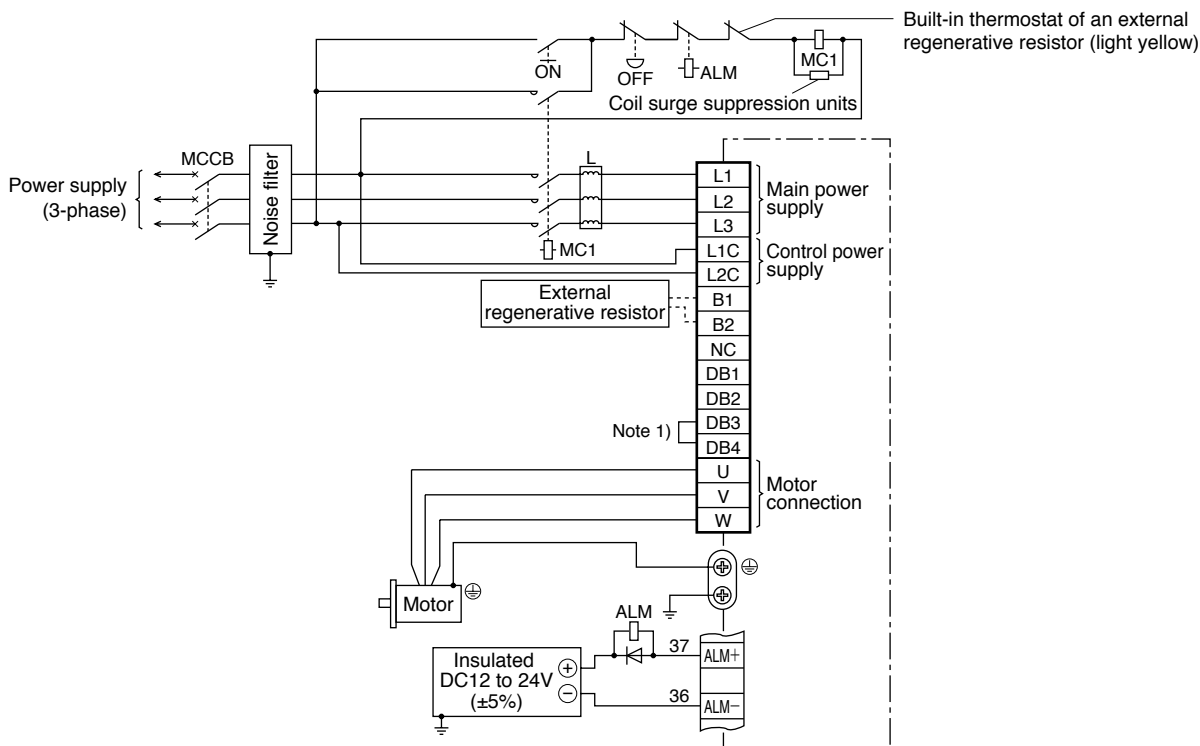 Built-in thermostat of an external
regenerative resistor (light yellow)
ON
OFF
ALM
MC1
Coil surge suppression units
MCCB
Noise filter
L
Power supply
(3-phase)
MC1
L1
L2
L3
Main power
supply
L1C
L2C
Control power
supply
External
regenerative resistor
B1
B2
NC
DB1
DB2
Note 1)
DB3
DB4
U
V
W
Motor
connection
Motor
ALM
Insulated
DC12 to 24V
(±5%)
+
−
37
ALM+
36
ALM−